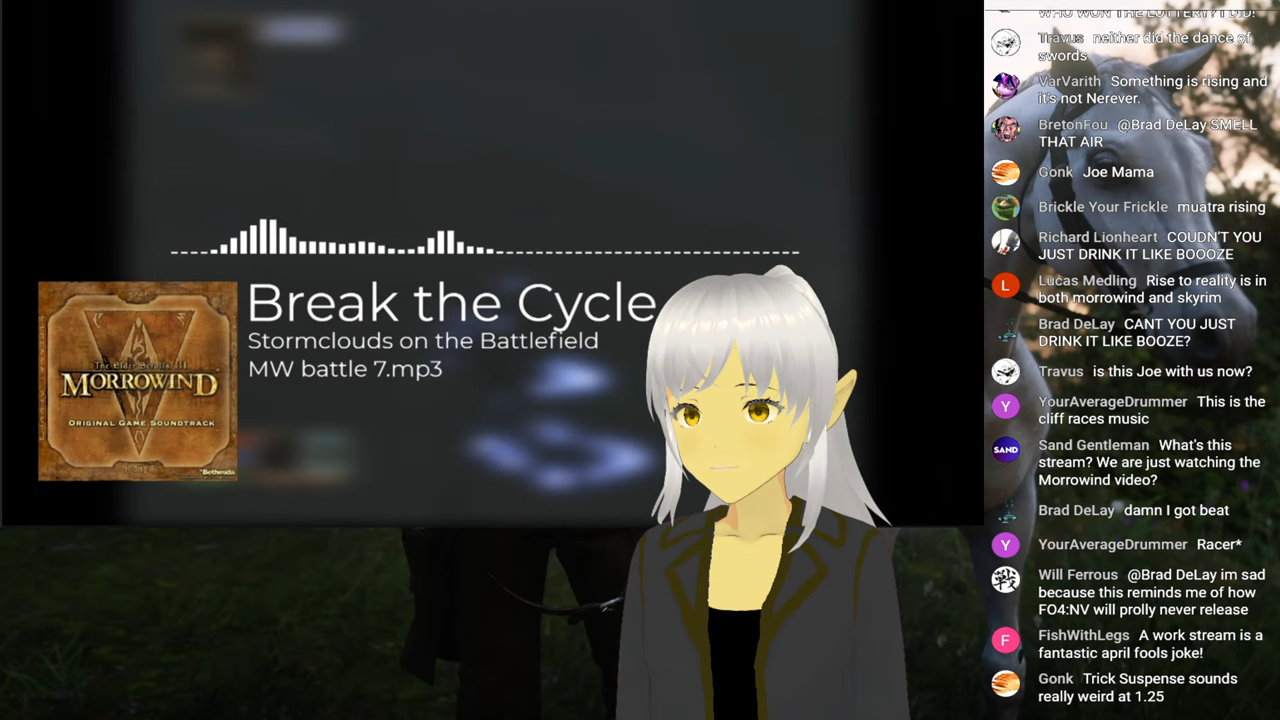 Break the Cycle
Stormclouds on the Battlefield
MW battle 7.mp3
The Elder Scrolls III
MORROWIND
ORIGINAL GAME SOUNDTRACK
Bethesda
WHO WON THE LOTTERY? I DID!
Travus neither did the dance of
swords
VarVarith Something is rising and
it's not Nerever.
BretonFou @Brad DeLay SMELL
THAT AIR
Gonk Joe Mama
Brickle Your Frickle muatra rising
Richard Lionheart COUDN'T YOU
JUST DRINK IT LIKE BOOOZE
L
Lucas Medling Rise to reality is in
both morrowind and skyrim
Brad DeLay CANT YOU JUST
DRINK IT LIKE BOOZE?
Travus is this Joe with us now?
Y
YourAverageDrummer This is the
cliff races music
SAND
Sand Gentleman What's this
stream? We are just watching the
Morrowind video?
Brad DeLay damn I got beat
Y
YourAverageDrummer Racer*
Will Ferrous @Brad DeLay im sad
because this reminds me of how
FO4:NV will prolly never release
F
FishWithLegs A work stream is a
fantastic april fools joke!
Gonk Trick Suspense sounds
really weird at 1.25